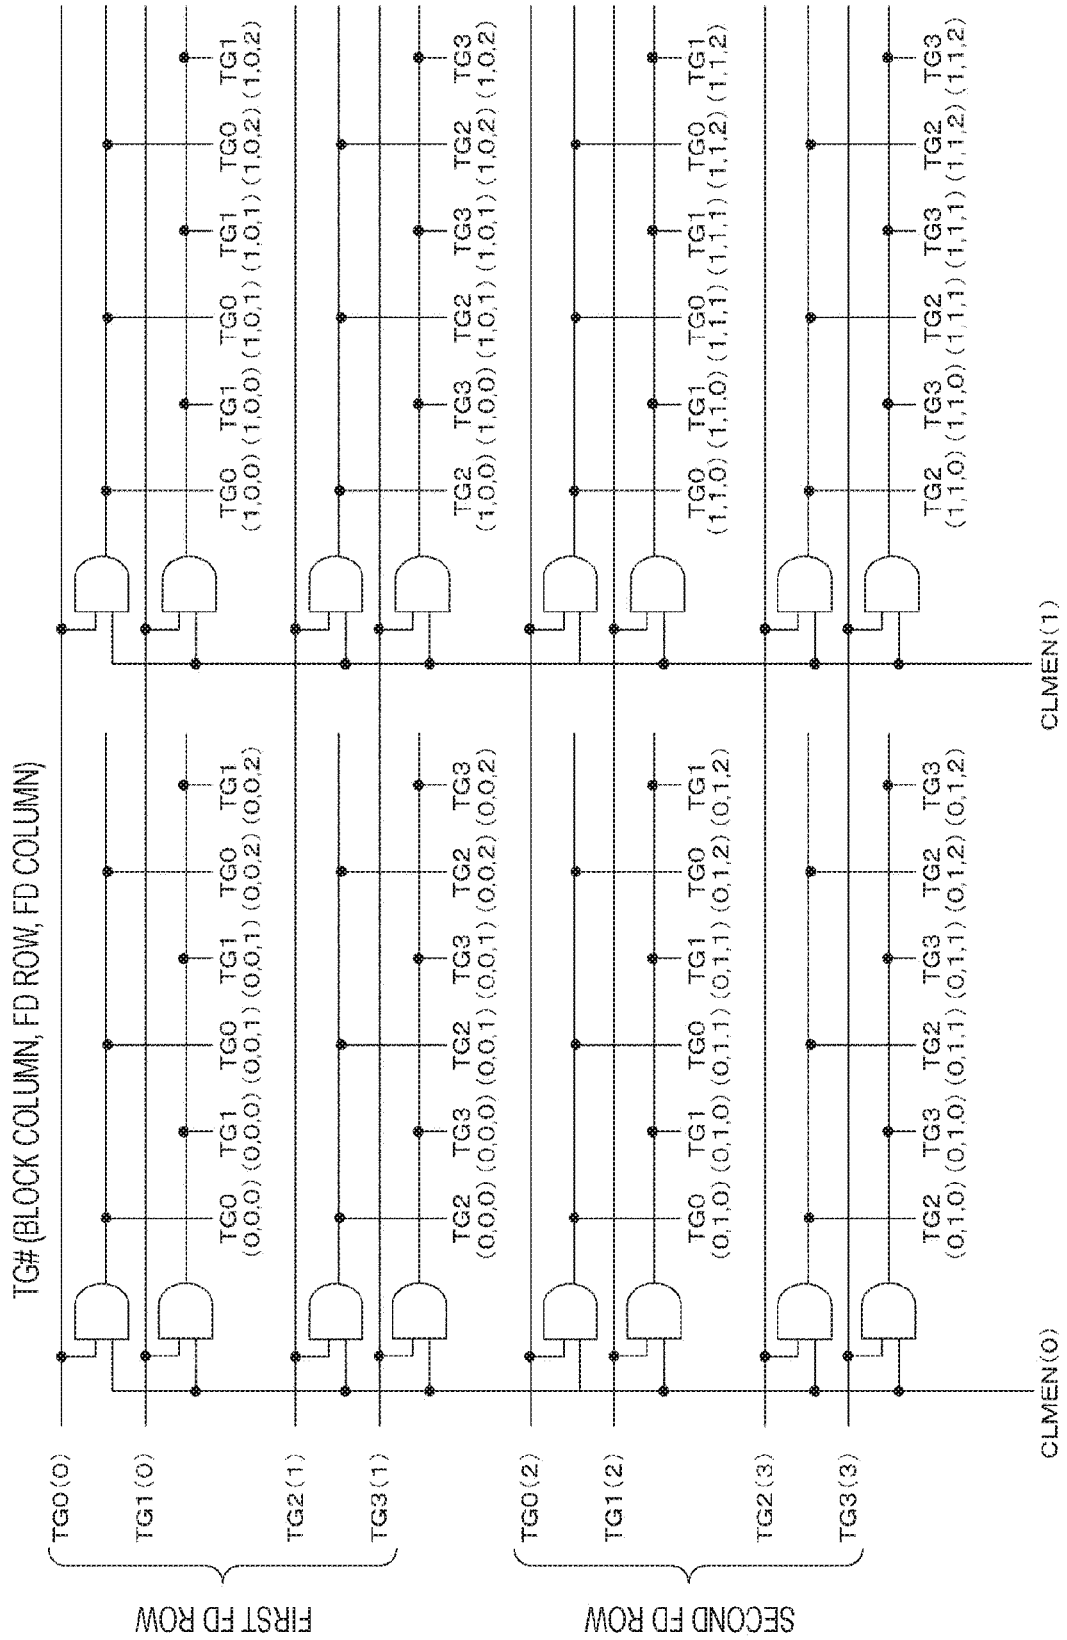 TG# (BLOCK COLUMN, FD ROW, FD COLUMN)
FIRST FD ROW
TG0(0)
TG1(0)
TG0 TG1 TG0 TG1 TG0 TG1
(0,0,0) (0,0,0) (0,0,1) (0,0,1) (0,0,2) (0,0,2)
TG0 TG1 TG0 TG1 TG0 TG1
(1,0,0) (1,0,0) (1,0,1) (1,0,1) (1,0,2) (1,0,2)
TG2(1)
TG3(1)
TG2 TG3 TG2 TG3 TG2 TG3
(0,0,0) (0,0,0) (0,0,1) (0,0,1) (0,0,2) (0,0,2)
TG2 TG3 TG2 TG3 TG2 TG3
(1,0,0) (1,0,0) (1,0,1) (1,0,1) (1,0,2) (1,0,2)
SECOND FD ROW
TG0(2)
TG1(2)
TG0 TG1 TG0 TG1 TG0 TG1
(0,1,0) (0,1,0) (0,1,1) (0,1,1) (0,1,2) (0,1,2)
TG0 TG1 TG0 TG1 TG0 TG1
(1,1,0) (1,1,0) (1,1,1) (1,1,1) (1,1,2) (1,1,2)
TG2(3)
TG3(3)
TG2 TG3 TG2 TG3 TG2 TG3
(0,1,0) (0,1,0) (0,1,1) (0,1,1) (0,1,2) (0,1,2)
TG2 TG3 TG2 TG3 TG2 TG3
(1,1,0) (1,1,0) (1,1,1) (1,1,1) (1,1,2) (1,1,2)
CLMEN(0)
CLMEN(1)